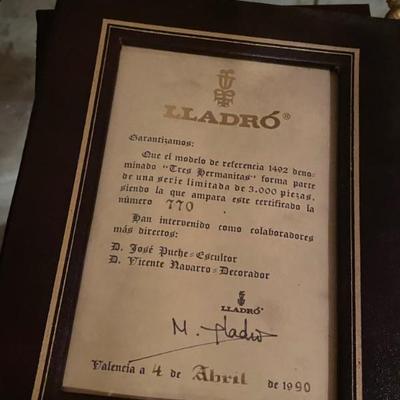 LLADRÓ®
Garantizamos:
Que el modelo de referencia 1492 deno-
minado "Tres Hermanitas" forma parte
de una serie limitada de 3.000 piezas,
siendo la que ampara este certificado la
número 770
Han intervenido como colaboradores
más directos:
D. José Puche=Escultor
D. Vicente Navarro=Decorador
LLADRÓ
M. Lladró
Valencia a 4 de Abril de 1990